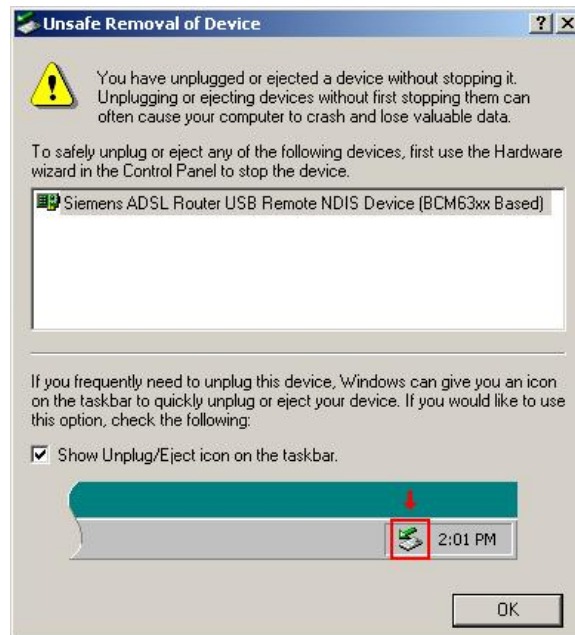 Unsafe Removal of Device
You have unplugged or ejected a device without stopping it.
Unplugging or ejecting devices without first stopping them can
often cause your computer to crash and lose valuable data.
To safely unplug or eject any of the following devices, first use the Hardware
wizard in the Control Panel to stop the device.
Siemens ADSL Router USB Remote NDIS Device (BCM63xx Based)
If you frequently need to unplug this device, Windows can give you an icon
on the taskbar to quickly unplug or eject your device. If you would like to use
this option, check the following:
Show Unplug/Eject icon on the taskbar.
2:01 PM
OK